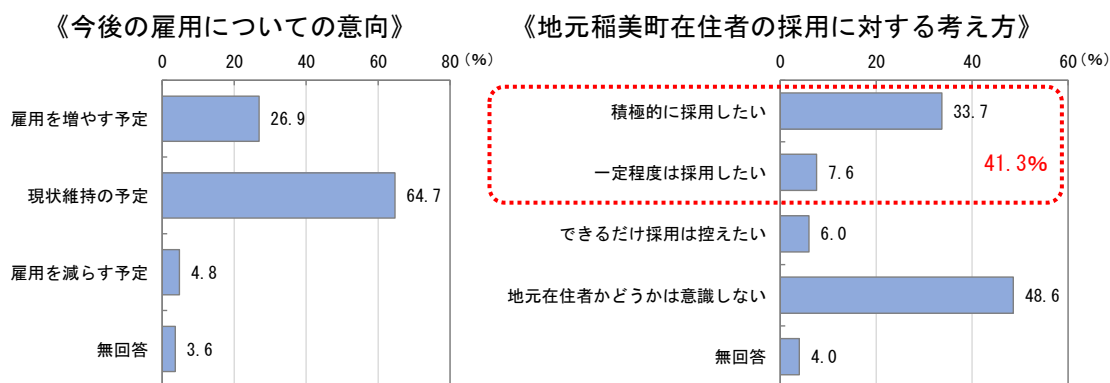 《今後の雇用についての意向》
0 20 40 60 80 (%)
雇用を増やす予定 26.9
現状維持の予定 64.7
雇用を減らす予定 4.8
無回答 3.6
《地元稲美町在住者の採用に対する考え方》
0 20 40 60 (%)
積極的に採用したい 33.7
一定程度は採用したい 7.6
41.3%
できるだけ採用は控えたい 6.0
地元在住者かどうかは意識しない 48.6
無回答 4.0